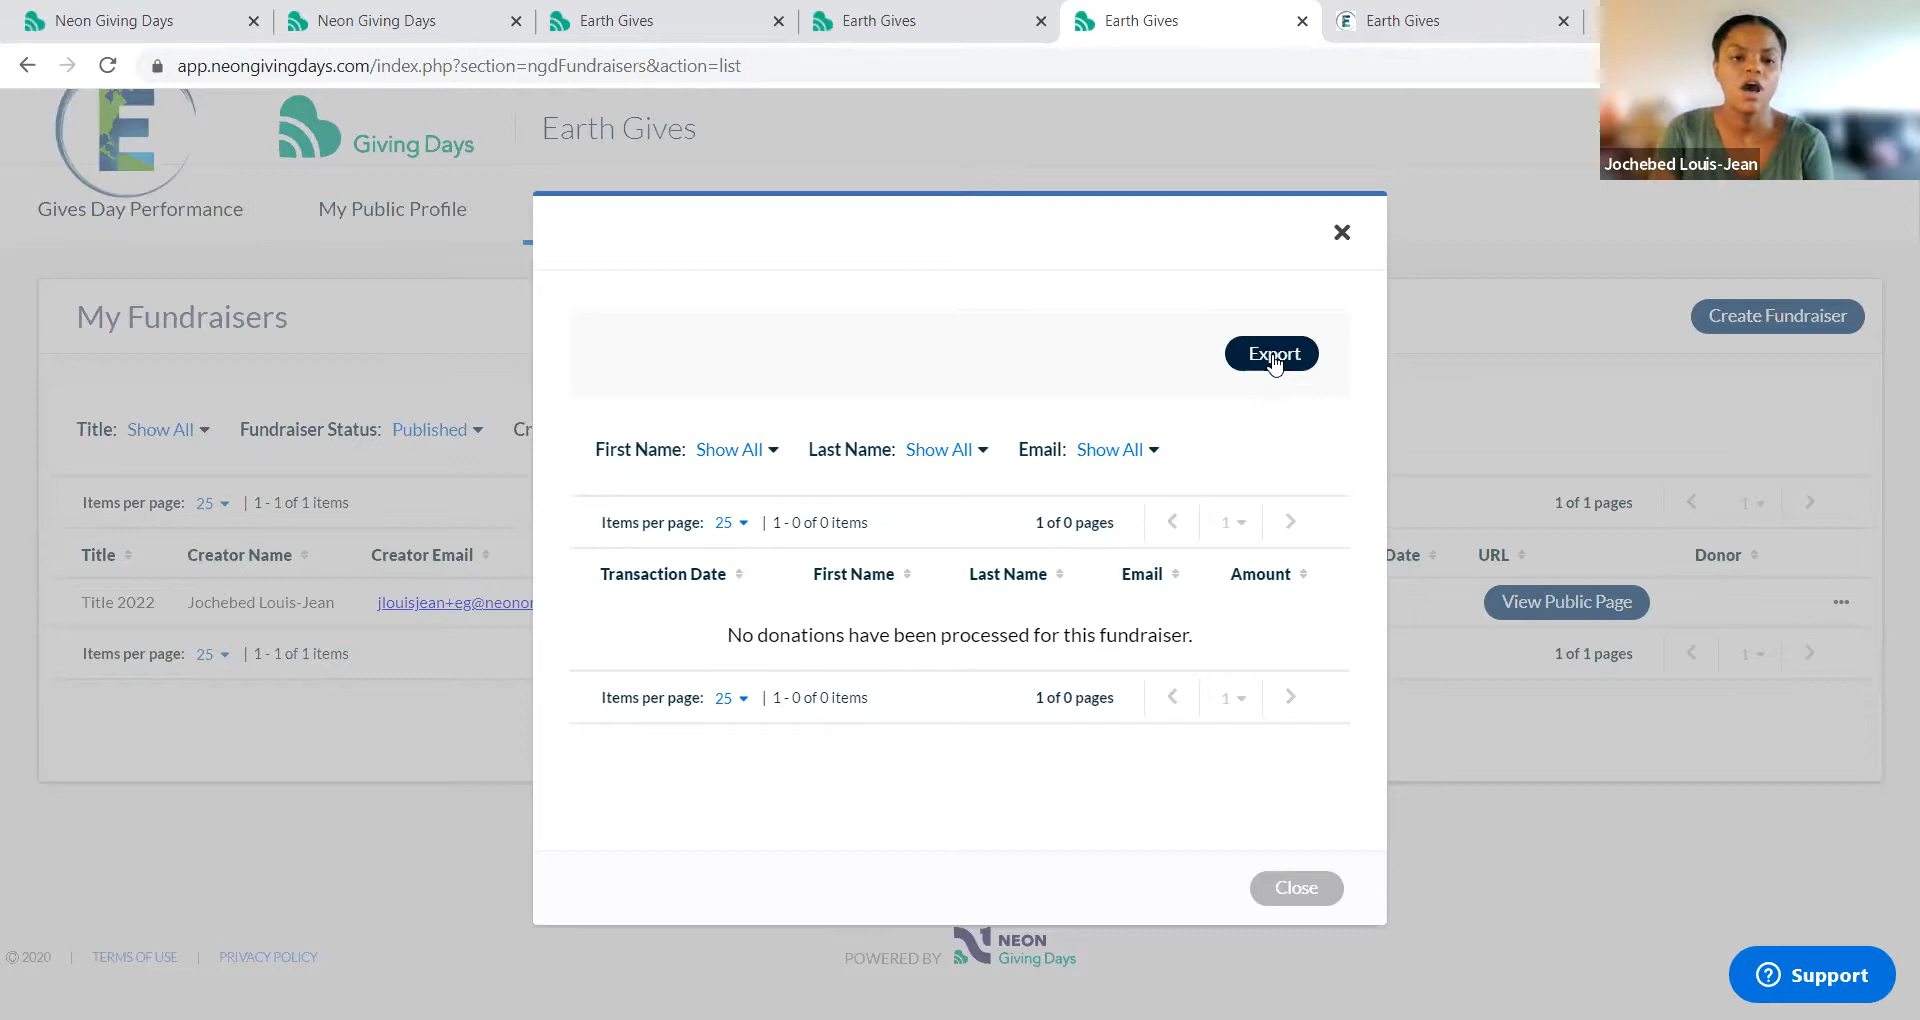 Neon Giving Days
Neon Giving Days
Earth Gives
Earth Gives
Earth Gives
Earth Gives
app.neongivingdays.com/index.php?section=ngdFundraisers&action=list
Jochebed Louis-Jean
E
Giving Days
Earth Gives
Gives Day Performance
My Public Profile
My Fundraisers
Create Fundraiser
Export
Title: Show All
Fundraiser Status: Published
Cr
First Name: Show All
Last Name: Show All
Email: Show All
Items per page: 25 | 1 - 1 of 1 items
1 of 1 pages
1
Items per page: 25 | 1 - 0 of 0 items
1 of 0 pages
1
Title
Creator Name
Creator Email
Date
URL
Donor
Transaction Date
First Name
Last Name
Email
Amount
Title 2022
Jochebed Louis-Jean
jlouisjean+eg@neonor
View Public Page
No donations have been processed for this fundraiser.
Items per page: 25 | 1 - 1 of 1 items
1 of 1 pages
1
Items per page: 25 | 1 - 0 of 0 items
1 of 0 pages
1
Close
© 2020 | TERMS OF USE | PRIVACY POLICY
POWERED BY
NEON
Giving Days
Support